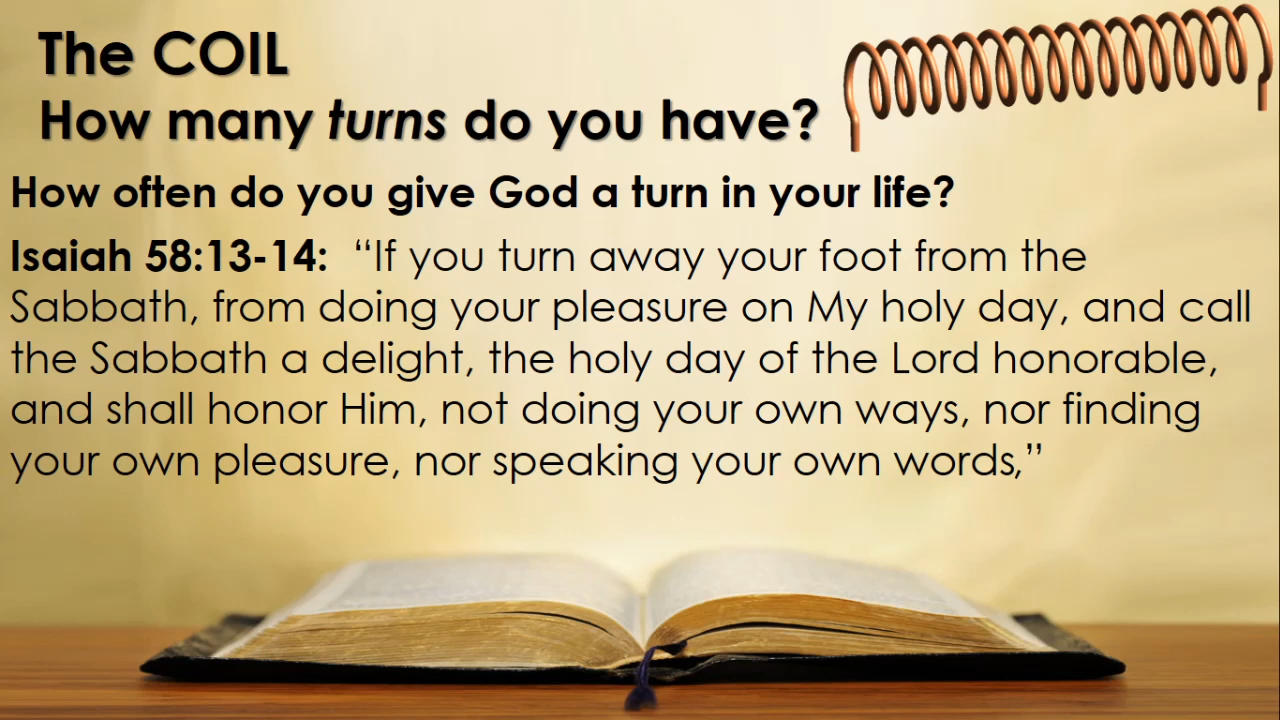 The COIL
How many turns do you have?
How often do you give God a turn in your life?
Isaiah 58:13-14: “If you turn away your foot from the
Sabbath, from doing your pleasure on My holy day, and call
the Sabbath a delight, the holy day of the Lord honorable,
and shall honor Him, not doing your own ways, nor finding
your own pleasure, nor speaking your own words,”